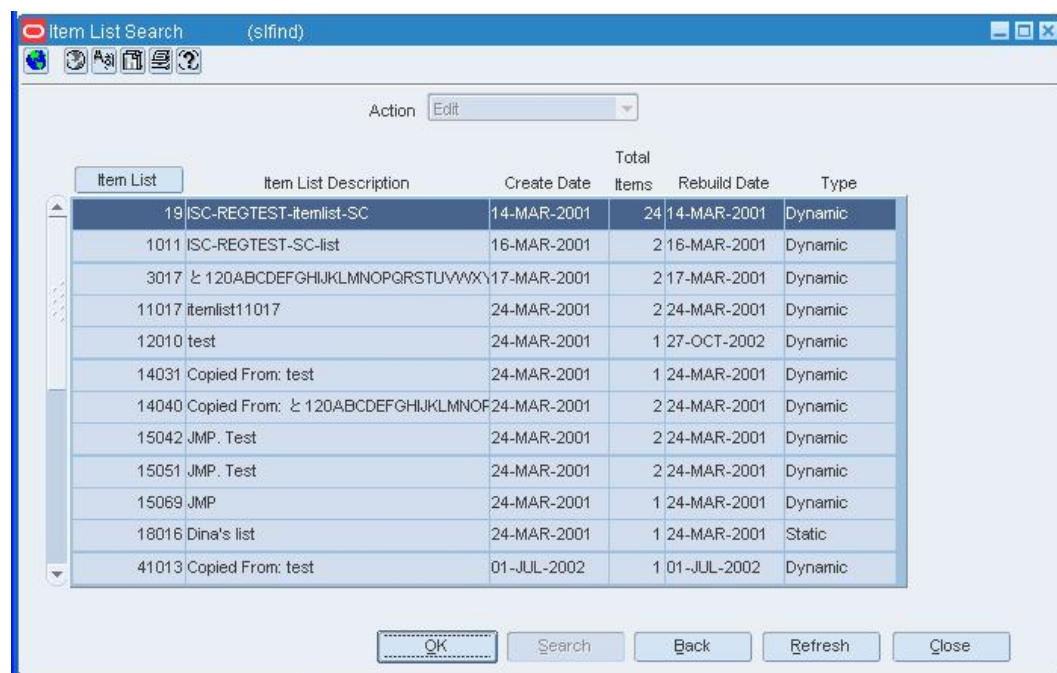 Item List Search (slfind)
Action Edit
Total
Item List Item List Description Create Date Items Rebuild Date Type
19 ISC-REGTEST-itemlist-SC 14-MAR-2001 24 14-MAR-2001 Dynamic
1011 ISC-REGTEST-SC-list 16-MAR-2001 2 16-MAR-2001 Dynamic
3017 と120ABCDEFGHIJKLMNOPQRSTUVWXY 17-MAR-2001 2 17-MAR-2001 Dynamic
11017 itemlist11017 24-MAR-2001 2 24-MAR-2001 Dynamic
12010 test 24-MAR-2001 1 27-OCT-2002 Dynamic
14031 Copied From: test 24-MAR-2001 1 24-MAR-2001 Dynamic
14040 Copied From: と120ABCDEFGHIJKLMNOP 24-MAR-2001 2 24-MAR-2001 Dynamic
15042 JMP. Test 24-MAR-2001 2 24-MAR-2001 Dynamic
15051 JMP. Test 24-MAR-2001 2 24-MAR-2001 Dynamic
15069 JMP 24-MAR-2001 1 24-MAR-2001 Dynamic
18016 Dina's list 24-MAR-2001 1 24-MAR-2001 Static
41013 Copied From: test 01-JUL-2002 1 01-JUL-2002 Dynamic
OK Search Back Refresh Close